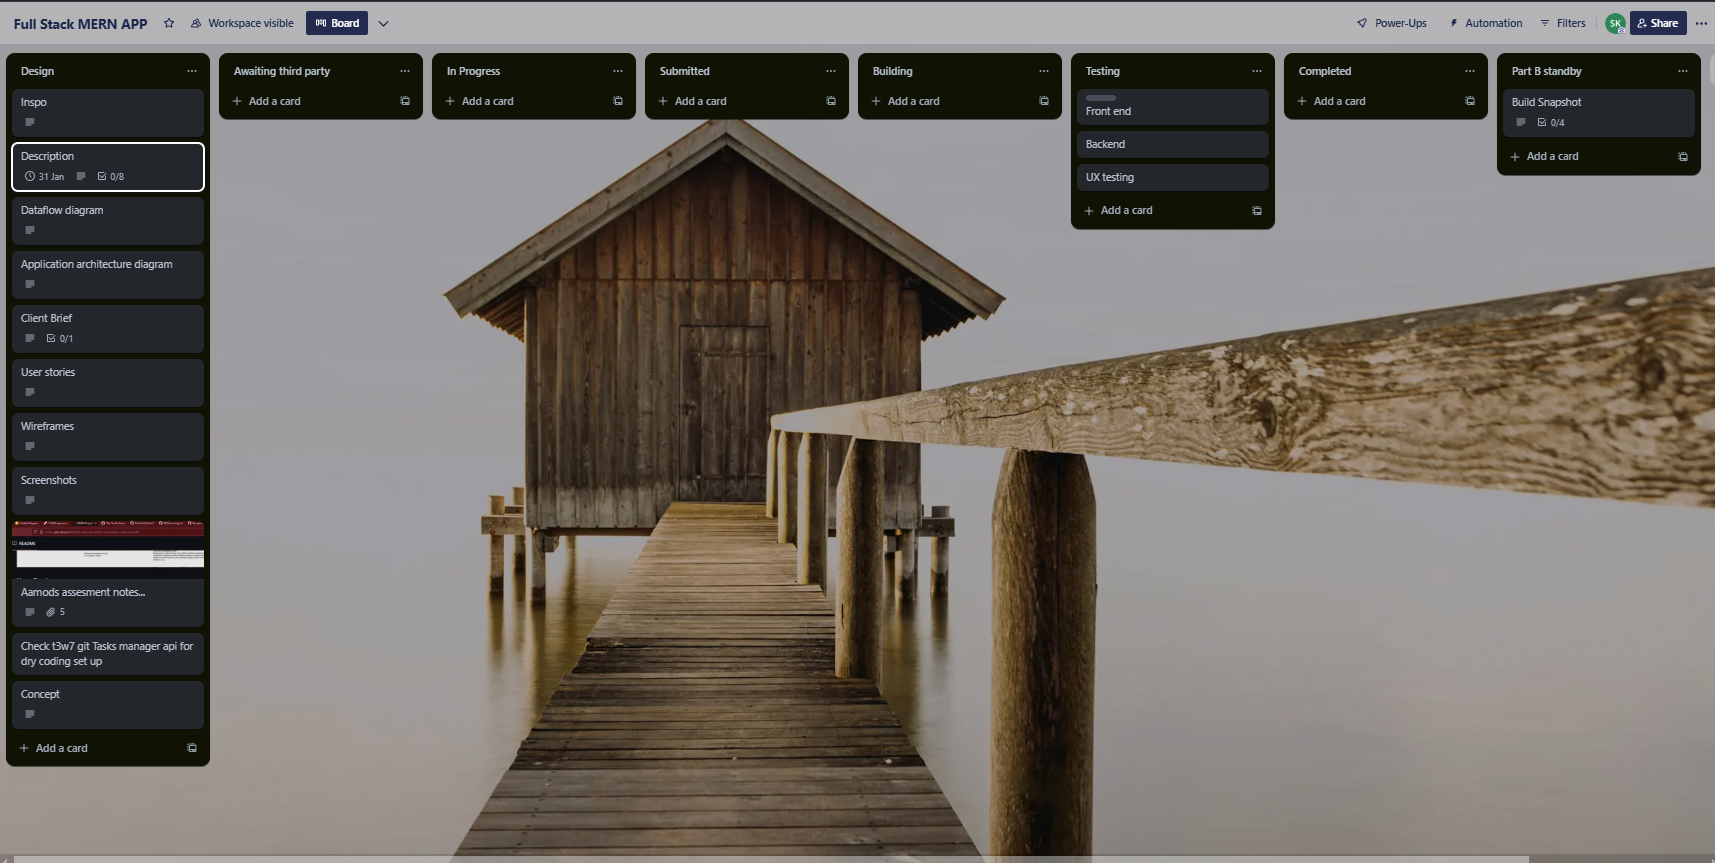 Full Stack MERN APP
Workspace visible
Board
Power-Ups
Automation
Filters
SK
Share
Design
Inspo
Description
31 Jan
0/8
Dataflow diagram
Application architecture diagram
Client Brief
0/1
User stories
Wireframes
Screenshots
README
Aamods assesment notes...
5
Check t3w7 git Tasks manager api for
dry coding set up
Concept
Add a card
Awaiting third party
Add a card
In Progress
Add a card
Submitted
Add a card
Building
Add a card
Testing
Front end
Backend
UX testing
Add a card
Completed
Add a card
Part B standby
Build Snapshot
0/4
Add a card